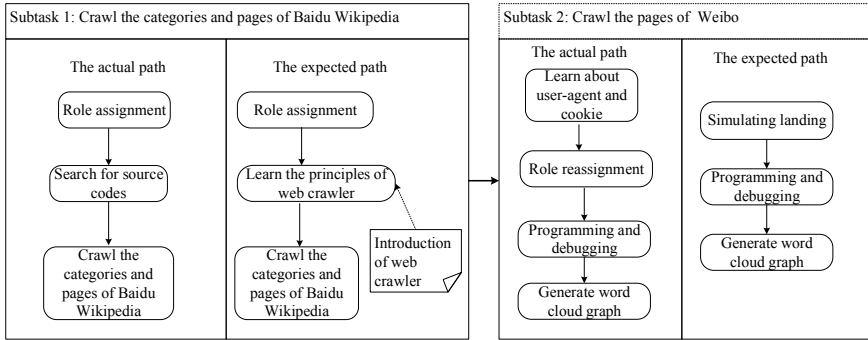 Subtask 1: Crawl the categories and pages of Baidu Wikipedia
The actual path
Role assignment
Search for source
codes
Crawl the
categories and
pages of Baidu
Wikipedia
The expected path
Role assignment
Learn the principles of
web crawler
Introduction
of web
crawler
Crawl the
categories and
pages of Baidu
Wikipedia
Subtask 2: Crawl the pages of Weibo
The actual path
Learn about
user-agent and
cookie
Role reassignment
Programming and
debugging
Generate word
cloud graph
The expected path
Simulating landing
Programming and
debugging
Generate word
cloud graph